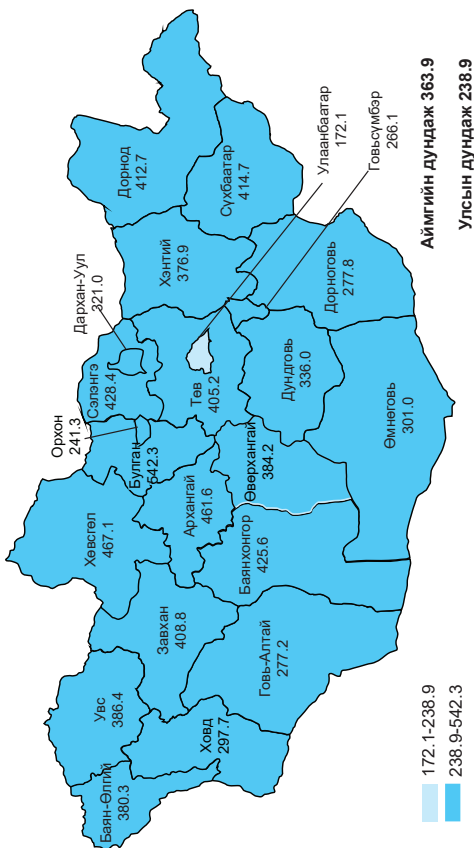 Баян-Өлгий
380.3
Увс
386.4
Ховд
297.7
Завхан
408.8
Говь-Алтай
277.2
Хөвсгөл
467.1
Архангай
461.6
Баянхонгор
425.6
Орхон
241.3
Булган
542.3
Өвөрхангай
384.2
Сэлэнгэ
428.4
Дархан-Уул
321.0
Төв
405.2
Дундговь
336.0
Өмнөговь
301.0
Хэнтий
376.9
Дорноговь
277.8
Дорнод
412.7
Сүхбаатар
414.7
Улаанбаатар
172.1
Говьсүмбэр
266.1
Аймгийн дундаж 363.9
Улсын дундаж 238.9
172.1-238.9
238.9-542.3